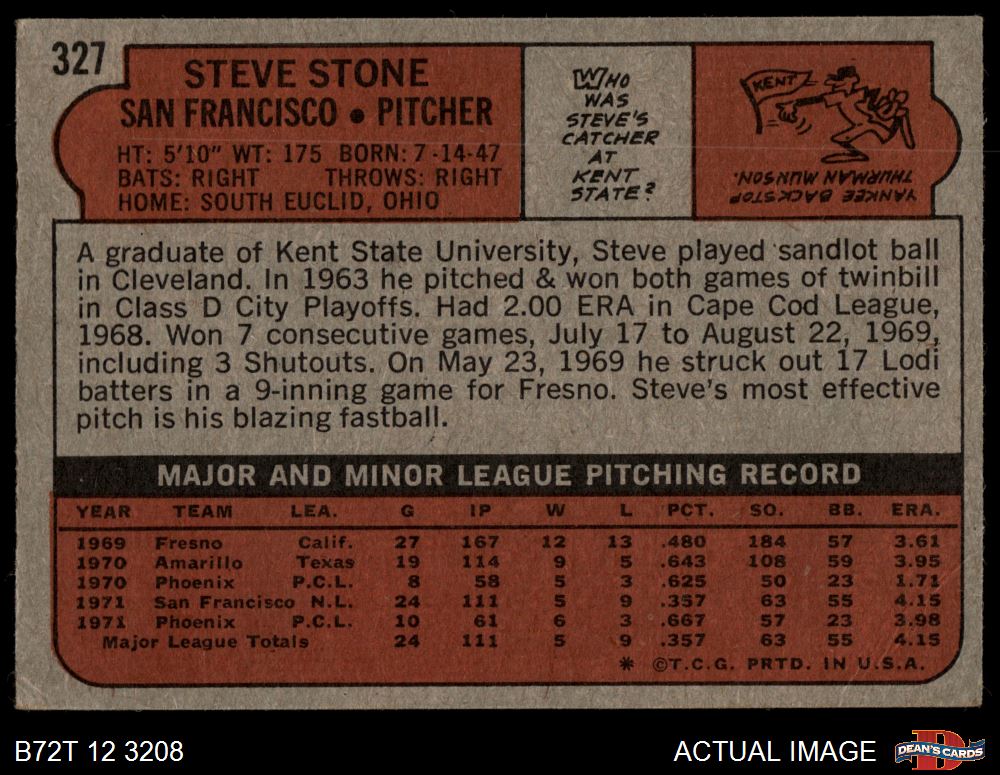 327
STEVE STONE
SAN FRANCISCO • PITCHER
HT: 5'10" WT: 175 BORN: 7-14-47
BATS: RIGHT THROWS: RIGHT
HOME: SOUTH EUCLID, OHIO
WHO
WAS
STEVE'S
CATCHER
AT
KENT
STATE?
KENT
YANKEE BACKSTOP
THURMAN MUNSON.
A graduate of Kent State University, Steve played sandlot ball
in Cleveland. In 1963 he pitched & won both games of twinbill
in Class D City Playoffs. Had 2.00 ERA in Cape Cod League,
1968. Won 7 consecutive games, July 17 to August 22, 1969,
including 3 Shutouts. On May 23, 1969 he struck out 17 Lodi
batters in a 9-inning game for Fresno. Steve's most effective
pitch is his blazing fastball.
MAJOR AND MINOR LEAGUE PITCHING RECORD
YEAR TEAM LEA. G IP W L PCT. SO. BB. ERA.
1969 Fresno Calif. 27 167 12 13 .480 184 57 3.61
1970 Amarillo Texas 19 114 9 5 .643 108 59 3.95
1970 Phoenix P.C.L. 8 58 5 3 .625 50 23 1.71
1971 San Francisco N.L. 24 111 5 9 .357 63 55 4.15
1971 Phoenix P.C.L. 10 61 6 3 .667 57 23 3.98
Major League Totals 24 111 5 9 .357 63 55 4.15
* ©T.C.G. PRTD. IN U.S.A.
B72T 12 3208
ACTUAL IMAGE
DEAN'S CARDS